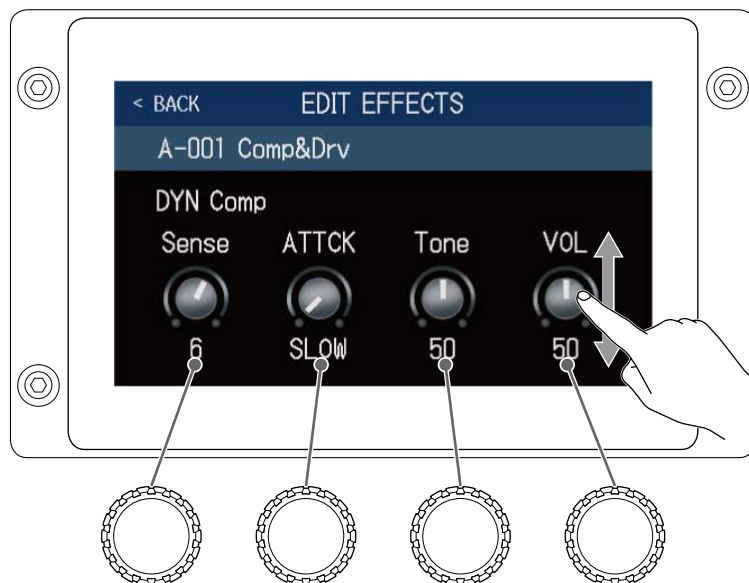 < BACK EDIT EFFECTS
A-001 Comp&Drv
DYN Comp
Sense ATTCK Tone VOL
6 SLOW 50 50